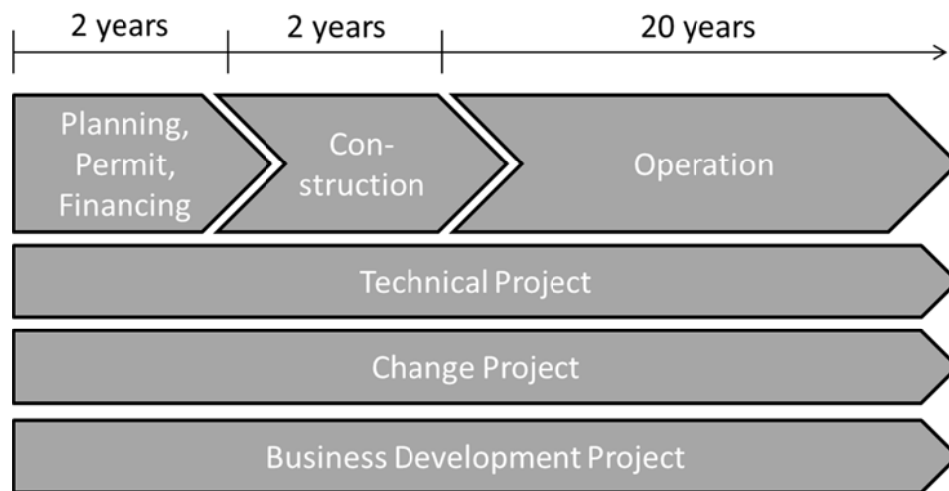 2 years
2 years
20 years
Planning,
Permit,
Financing
Con-
struction
Operation
Technical Project
Change Project
Business Development Project